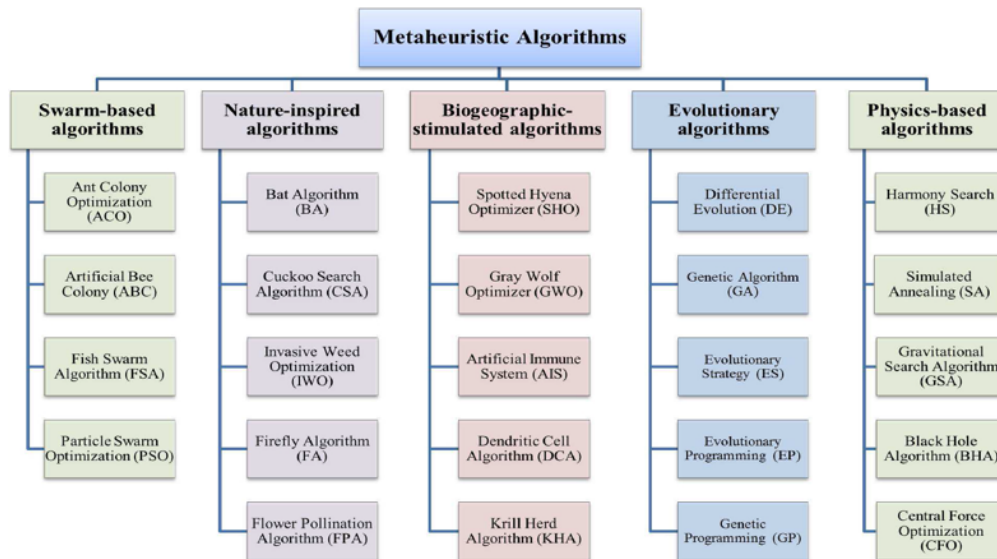 Metaheuristic Algorithms
Swarm-based
algorithms
Ant Colony
Optimization
(ACO)
Artificial Bee
Colony (ABC)
Fish Swarm
Algorithm (FSA)
Particle Swarm
Optimization (PSO)
Nature-inspired
algorithms
Bat Algorithm
(BA)
Cuckoo Search
Algorithm (CSA)
Invasive Weed
Optimization
(IWO)
Firefly Algorithm
(FA)
Flower Pollination
Algorithm (FPA)
Biogeographic-
stimulated algorithms
Spotted Hyena
Optimizer (SHO)
Gray Wolf
Optimizer (GWO)
Artificial Immune
System (AIS)
Dendritic Cell
Algorithm (DCA)
Krill Herd
Algorithm (KHA)
Evolutionary
algorithms
Differential
Evolution (DE)
Genetic Algorithm
(GA)
Evolutionary
Strategy (ES)
Evolutionary
Programming (EP)
Genetic
Programming (GP)
Physics-based
algorithms
Harmony Search
(HS)
Simulated
Annealing (SA)
Gravitational
Search Algorithm
(GSA)
Black Hole
Algorithm (BHA)
Central Force
Optimization
(CFO)